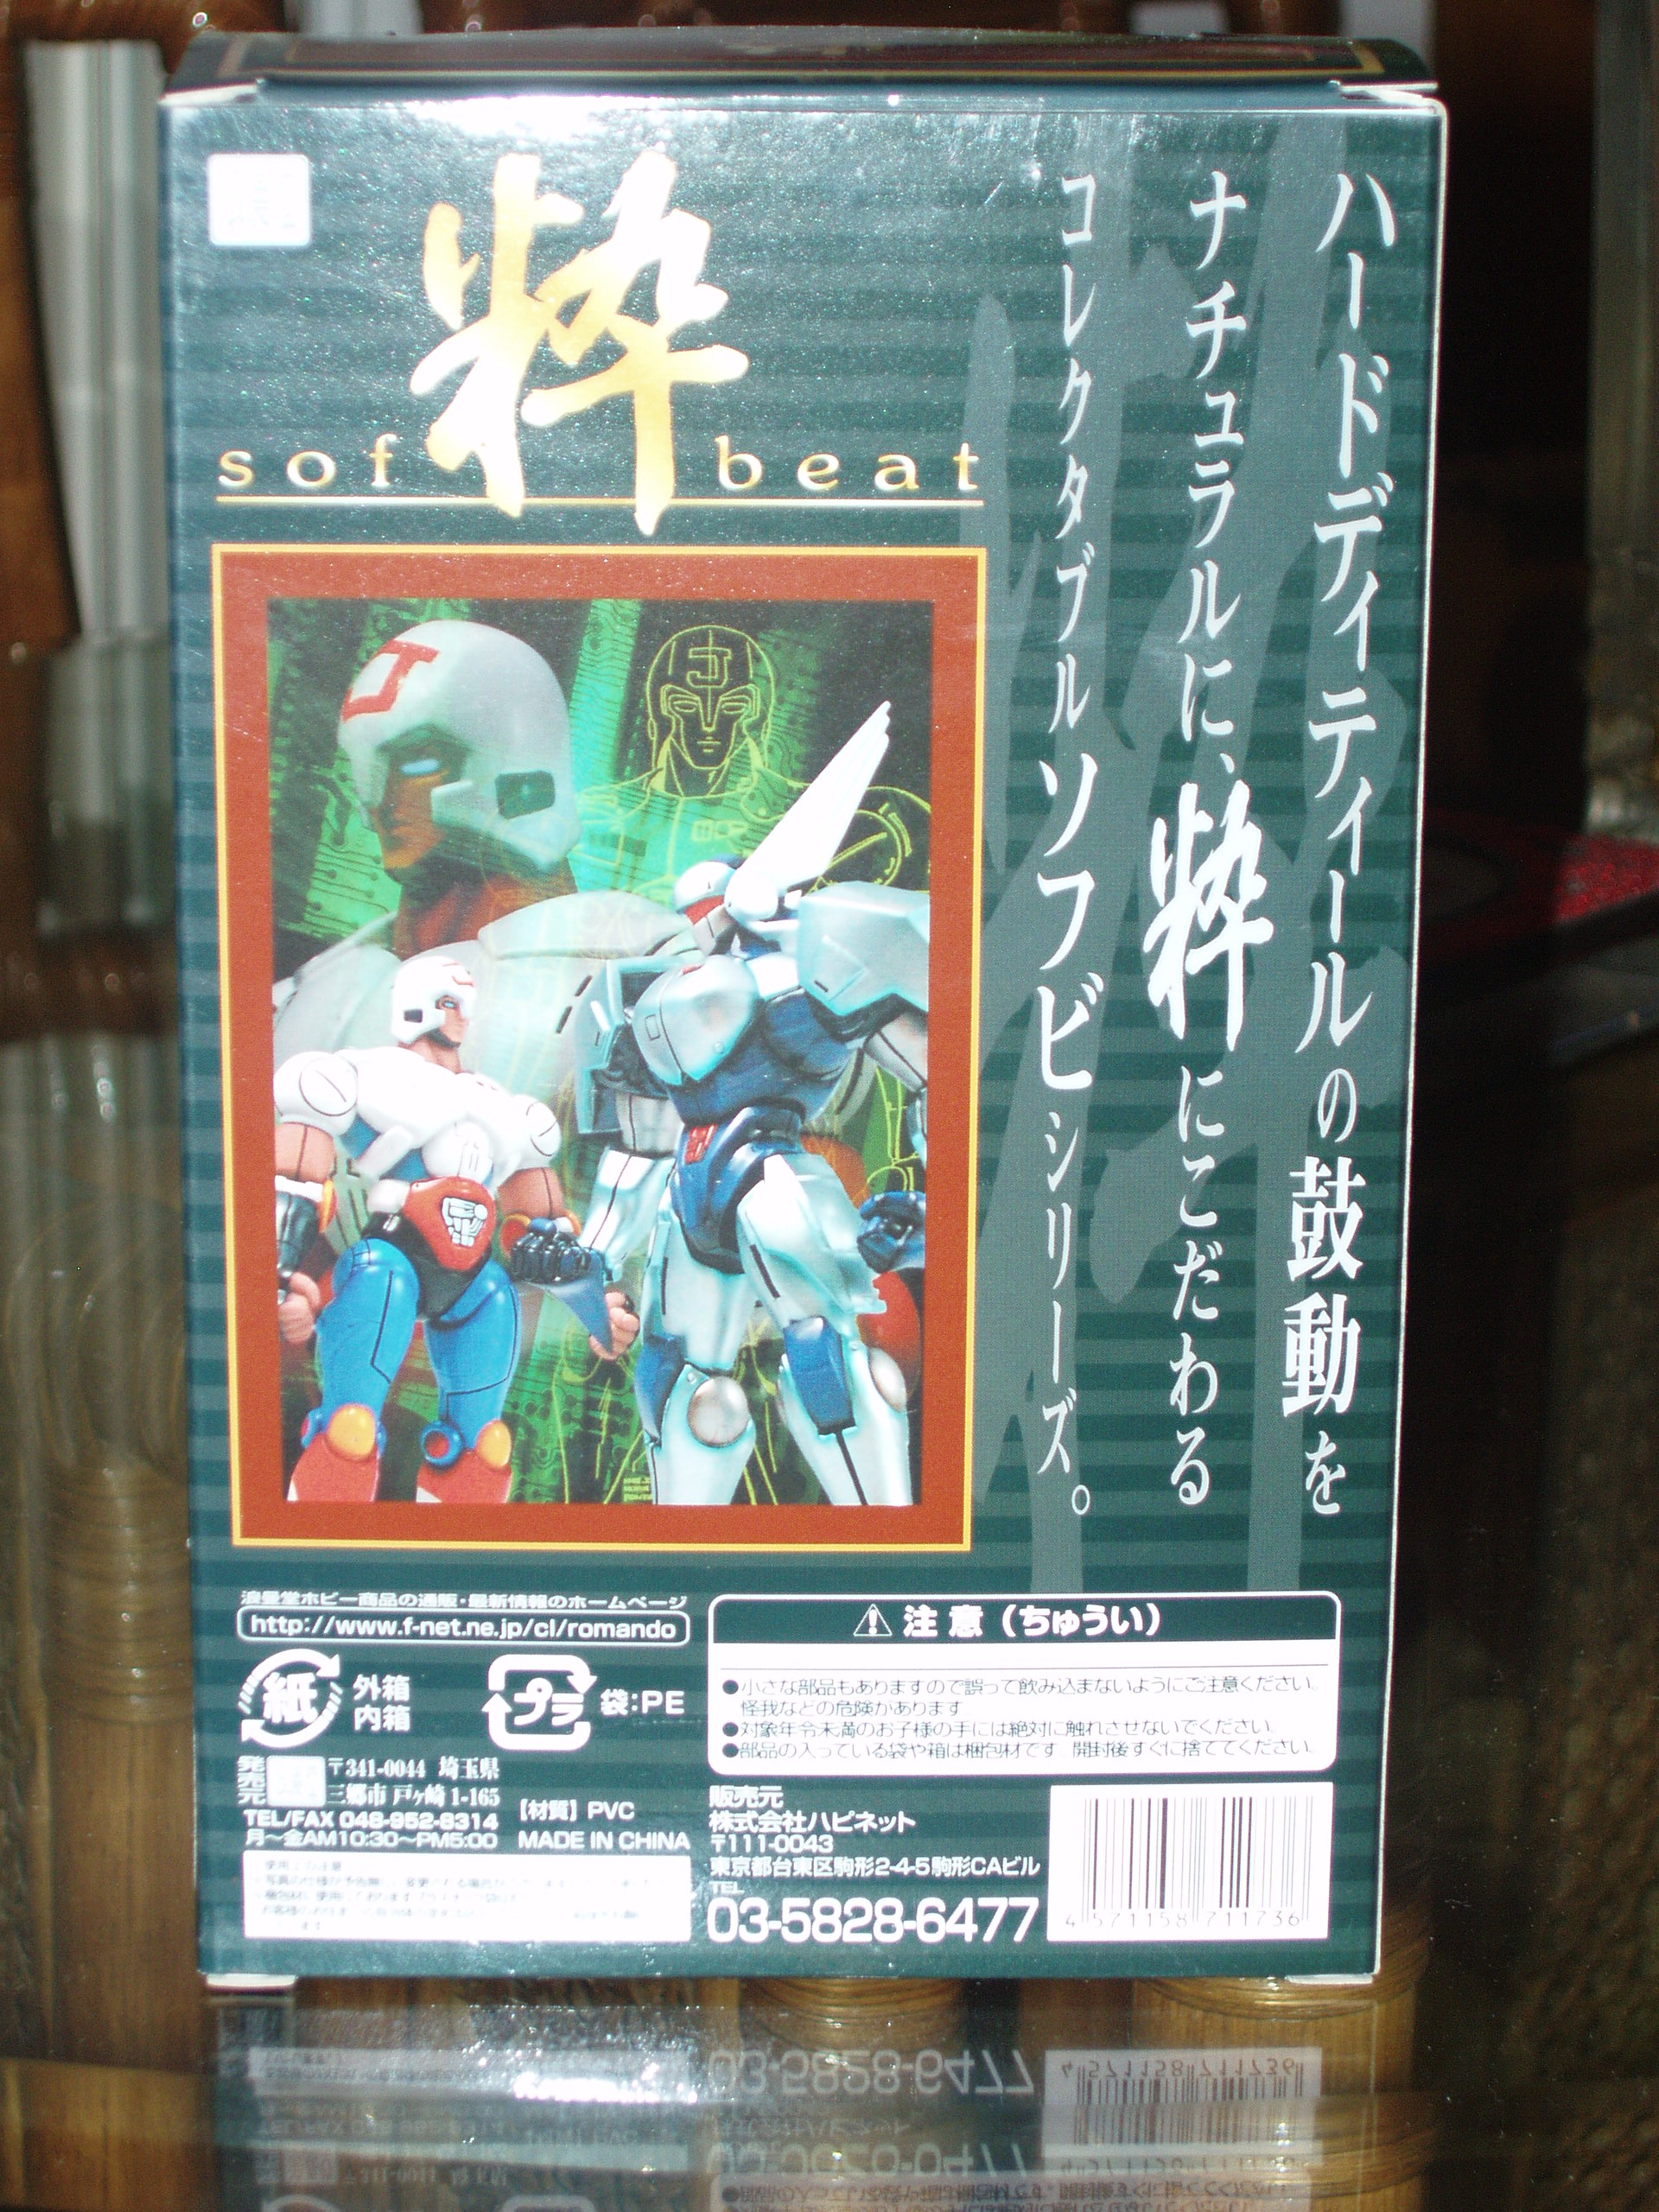 ハードディティールの鼓動を
ナチュラルに、粋にこだわる
コレクタブルソフビシリーズ。
sof 粋 beat
J
J
浪曼堂ホビー商品の通販・最新情報のホームページ
http://www.f-net.ne.jp/cl/romando
紙 外箱
内箱
プラ 袋:PE
発売元
〒341-0044 埼玉県
三郷市 戸ヶ崎 1-165
TEL/FAX 048-952-8314
月〜金AM10:30〜PM5:00
【材質】PVC
MADE IN CHINA
注意(ちゅうい)
●小さな部品もありますので誤って飲み込まないようにご注意ください。
怪我などの危険があります
●対象年令未満のお子様の手には絶対に触れさせないでください。
●部品の入っている袋や箱は梱包材です 開封後すぐに捨ててください。
販売元
株式会社ハピネット
〒111-0043
東京都台東区駒形2-4-5駒形CAビル
TEL
03-5828-6477
4 571158 711736